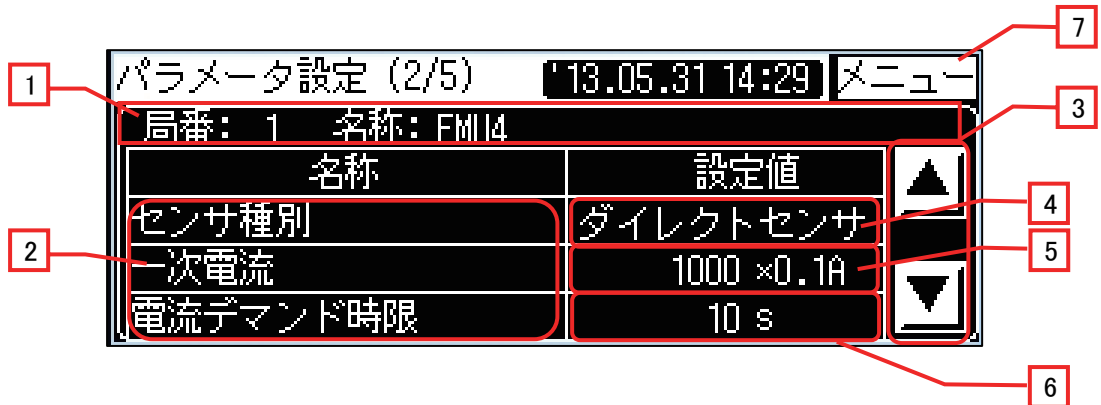 7
パラメータ設定 (2/5) '13.05.31 14:29 メニュー
1
3
局番: 1 名称: EMU4
名称 設定値
▲
センサ種別 ダイレクトセンサ
4
2
一次電流 1000 ×0.1A
5
▼
電流デマンド時限 10 s
6